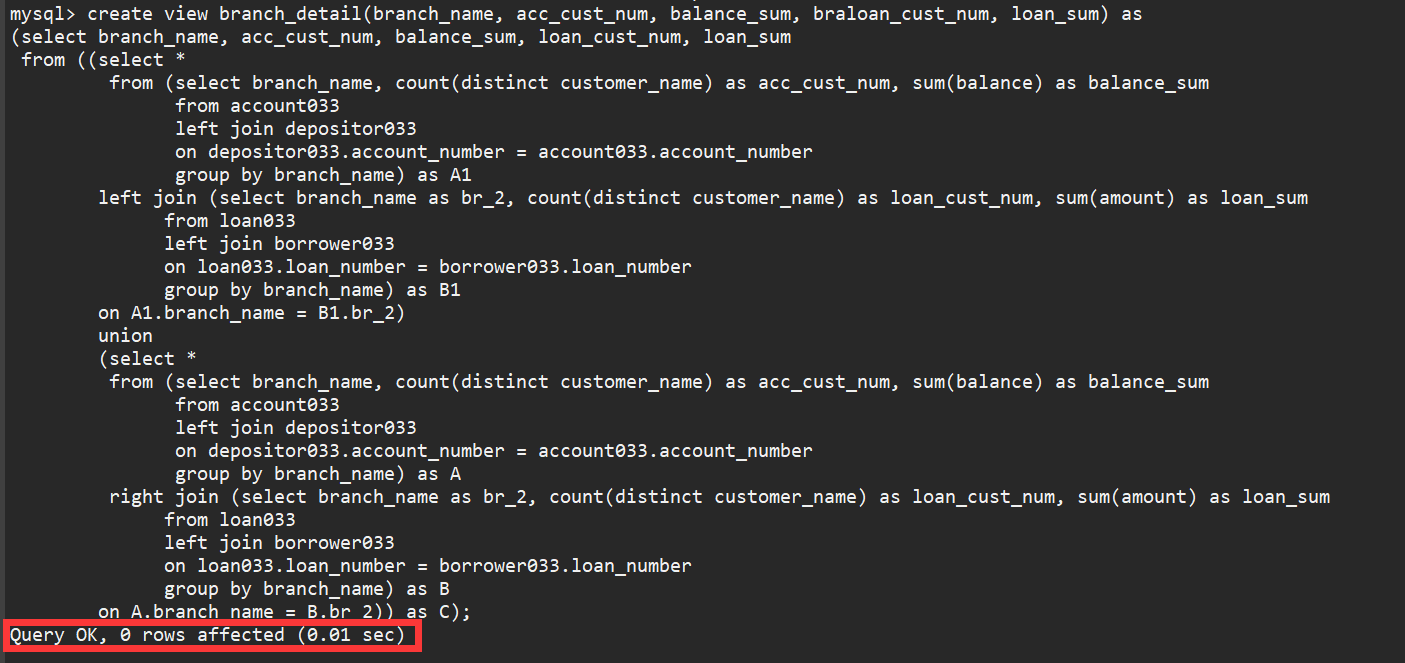 mysql> create view branch_detail(branch_name, acc_cust_num, balance_sum, braloan_cust_num, loan_sum) as
(select branch_name, acc_cust_num, balance_sum, loan_cust_num, loan_sum
from ((select *
from (select branch_name, count(distinct customer_name) as acc_cust_num, sum(balance) as balance_sum
from account033
left join depositor033
on depositor033.account_number = account033.account_number
group by branch_name) as A1
left join (select branch_name as br_2, count(distinct customer_name) as loan_cust_num, sum(amount) as loan_sum
from loan033
left join borrower033
on loan033.loan_number = borrower033.loan_number
group by branch_name) as B1
on A1.branch_name = B1.br_2)
union
(select *
from (select branch_name, count(distinct customer_name) as acc_cust_num, sum(balance) as balance_sum
from account033
left join depositor033
on depositor033.account_number = account033.account_number
group by branch_name) as A
right join (select branch_name as br_2, count(distinct customer_name) as loan_cust_num, sum(amount) as loan_sum
from loan033
left join borrower033
on loan033.loan_number = borrower033.loan_number
group by branch_name) as B
on A.branch_name = B.br_2)) as C);
Query OK, 0 rows affected (0.01 sec)